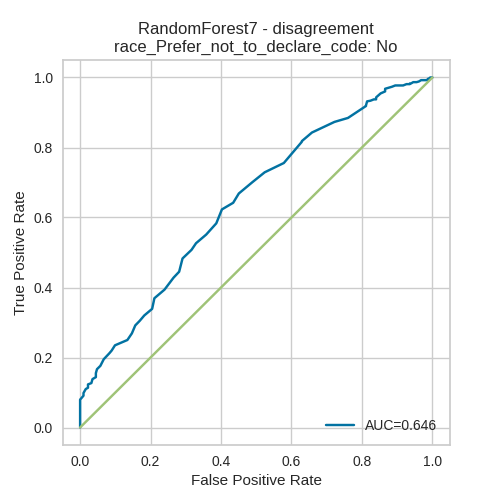 RandomForest7 - disagreement
race_Prefer_not_to_declare_code: No
True Positive Rate
1.0
0.8
0.6
0.4
0.2
0.0
AUC=0.646
0.0 0.2 0.4 0.6 0.8 1.0
False Positive Rate